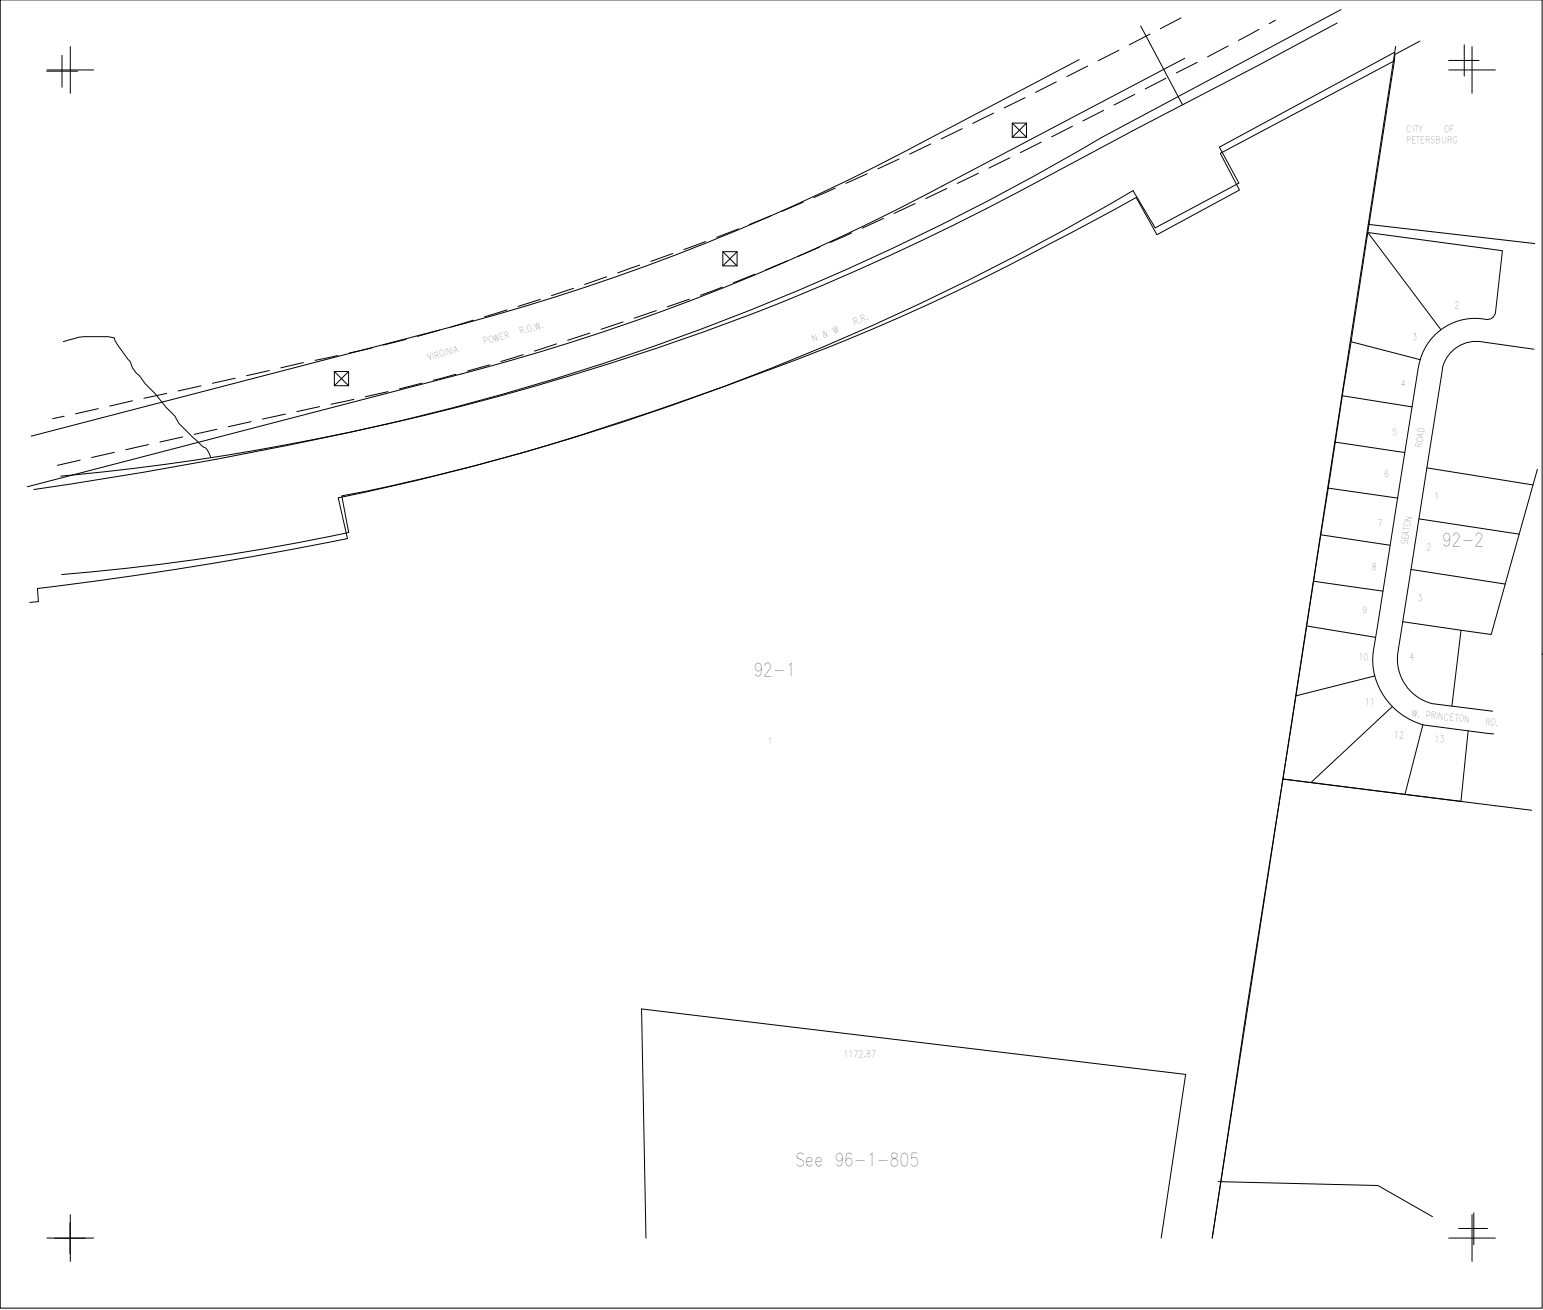 CITY OF
PETERSBURG
VIRGINIA POWER R.O.W.
N & W R.R.
2
3
4
5
6
7
8
9
10
11
12
13
SEATON ROAD
1
2
92-2
3
4
W. PRINCETON RD.
92-1
1
1172.87
See 96-1-805